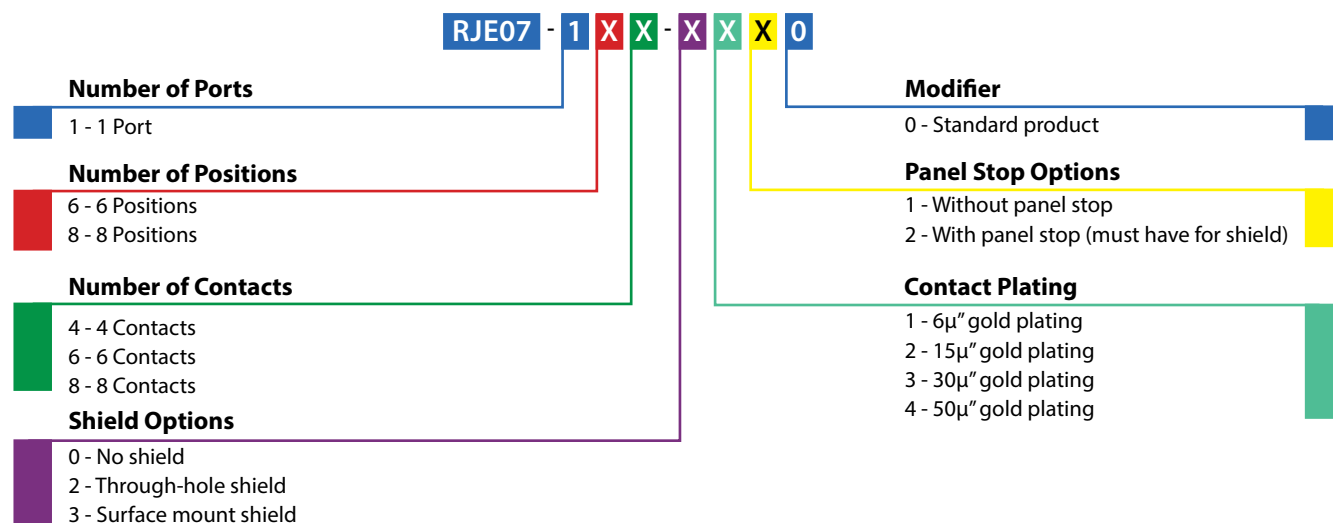 RJE07 - 1 X X - X X X 0
Number of Ports
1 - 1 Port
Number of Positions
6 - 6 Positions
8 - 8 Positions
Number of Contacts
4 - 4 Contacts
6 - 6 Contacts
8 - 8 Contacts
Shield Options
0 - No shield
2 - Through-hole shield
3 - Surface mount shield
Modifier
0 - Standard product
Panel Stop Options
1 - Without panel stop
2 - With panel stop (must have for shield)
Contact Plating
1 - 6µ” gold plating
2 - 15µ” gold plating
3 - 30µ” gold plating
4 - 50µ” gold plating